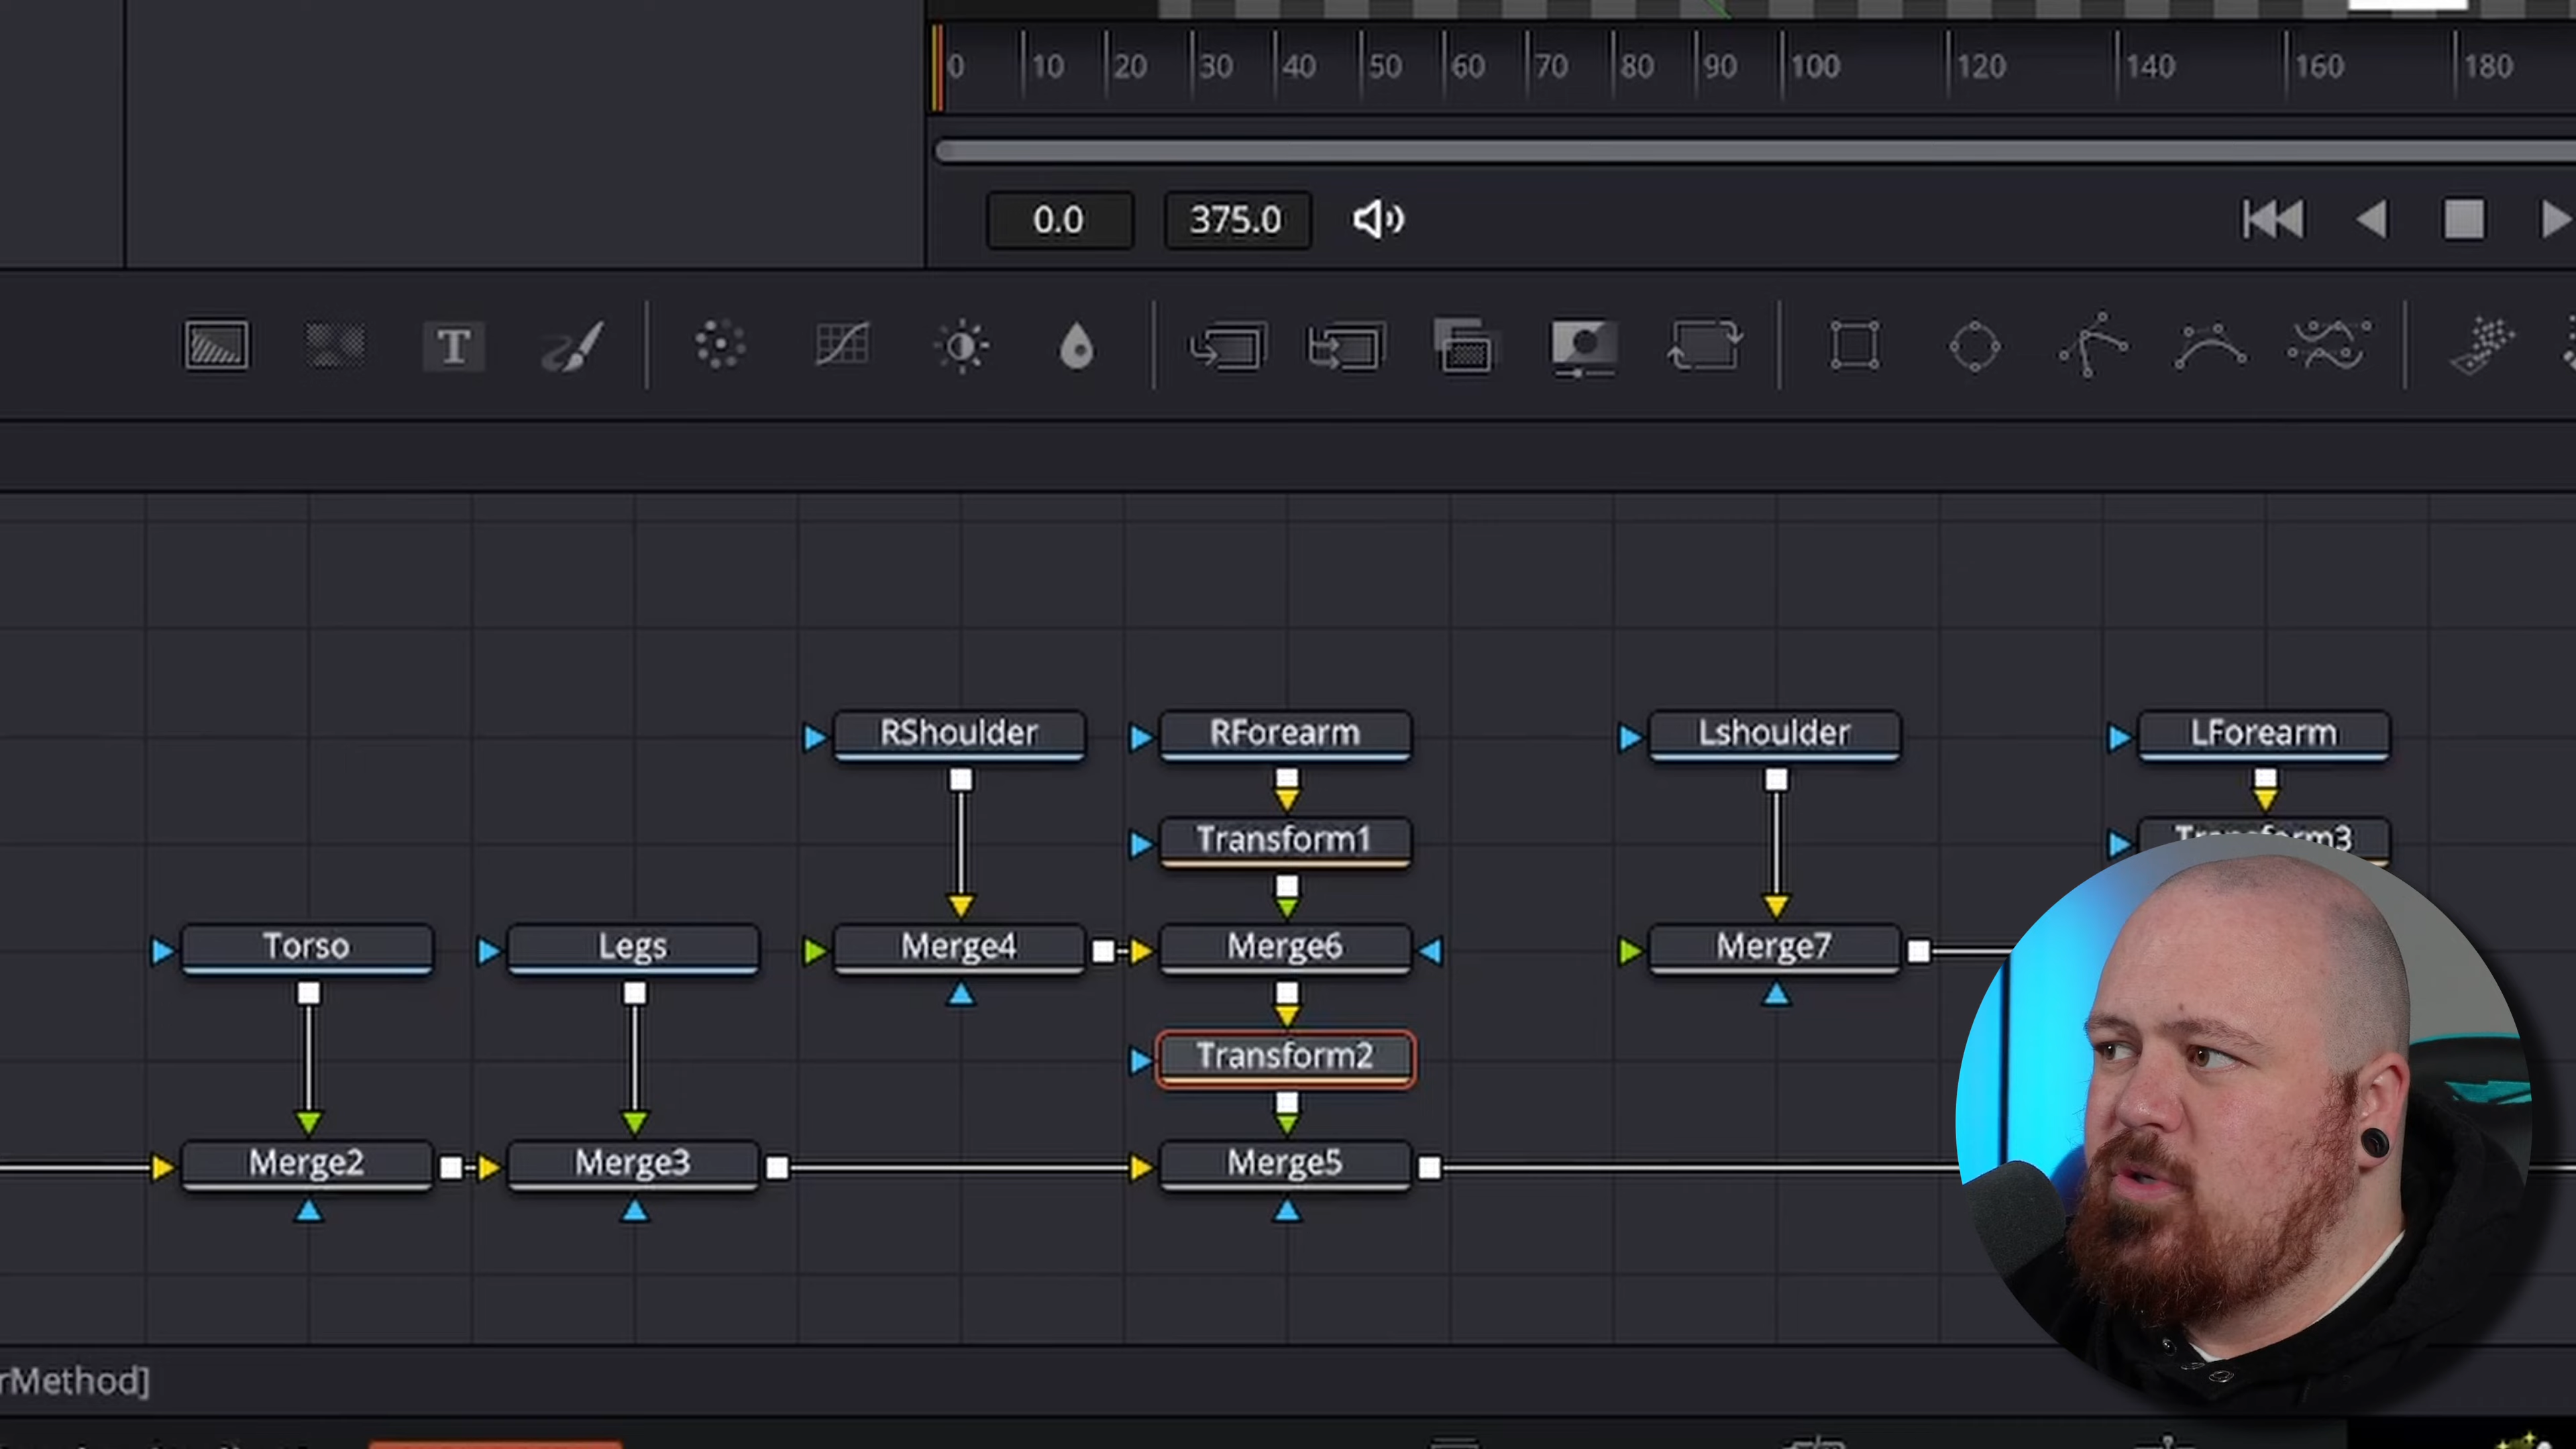 0 10 20 30 40 50 60 70 80 90 100 120 140 160 180
0.0 375.0
T
RShoulder RForearm Lshoulder LForearm
Transform1 Transform3
Torso Legs Merge4 Merge6 Merge7
Transform2
Merge2 Merge3 Merge5
rMethod]